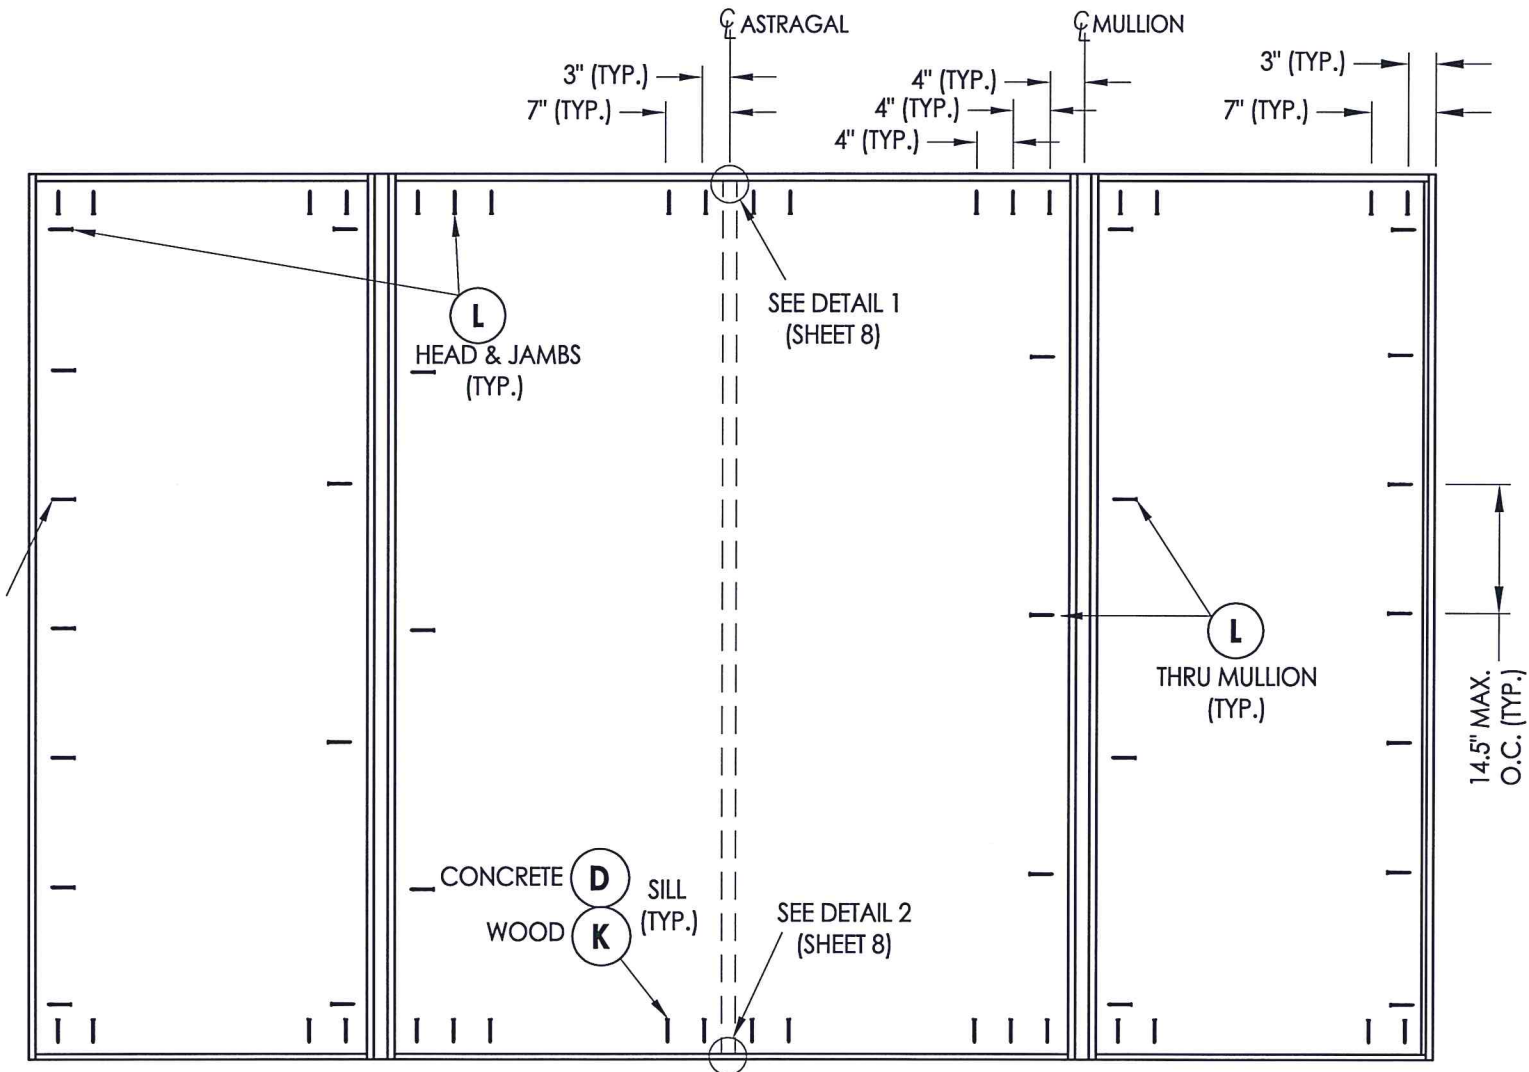 ℄ ASTRAGAL
℄ MULLION
3" (TYP.)
7" (TYP.)
4" (TYP.)
4" (TYP.)
4" (TYP.)
3" (TYP.)
7" (TYP.)
L
HEAD & JAMBS
(TYP.)
SEE DETAIL 1
(SHEET 8)
L
THRU MULLION
(TYP.)
14.5" MAX.
O.C. (TYP.)
CONCRETE D
WOOD K
SILL
(TYP.)
SEE DETAIL 2
(SHEET 8)